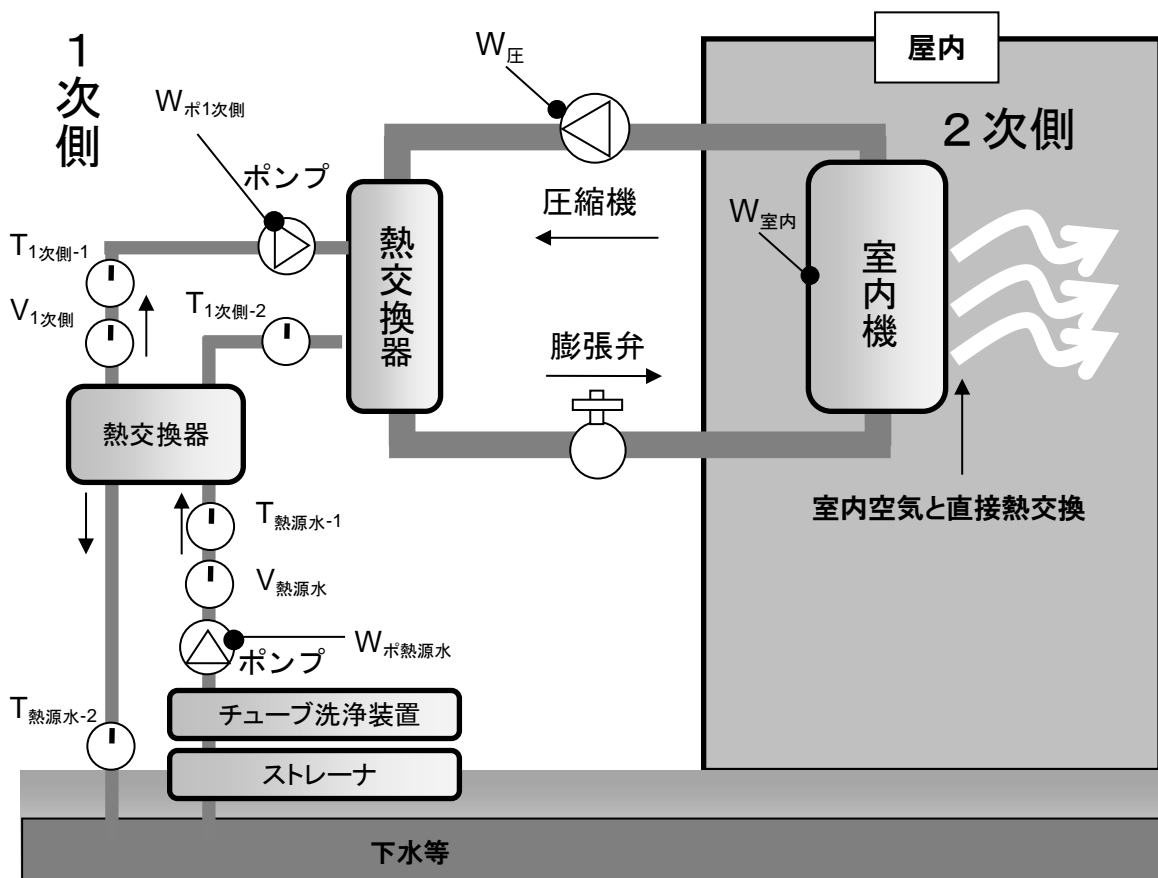 1次側
W圧
屋内
2次側
Wポ1次側
ポンプ
圧縮機
熱交換器
W室内
室内機
T1次側-1
V1次側
T1次側-2
膨張弁
熱交換器
室内空気と直接熱交換
T熱源水-1
V熱源水
Wポ熱源水
ポンプ
T熱源水-2
チューブ洗浄装置
ストレーナ
下水等